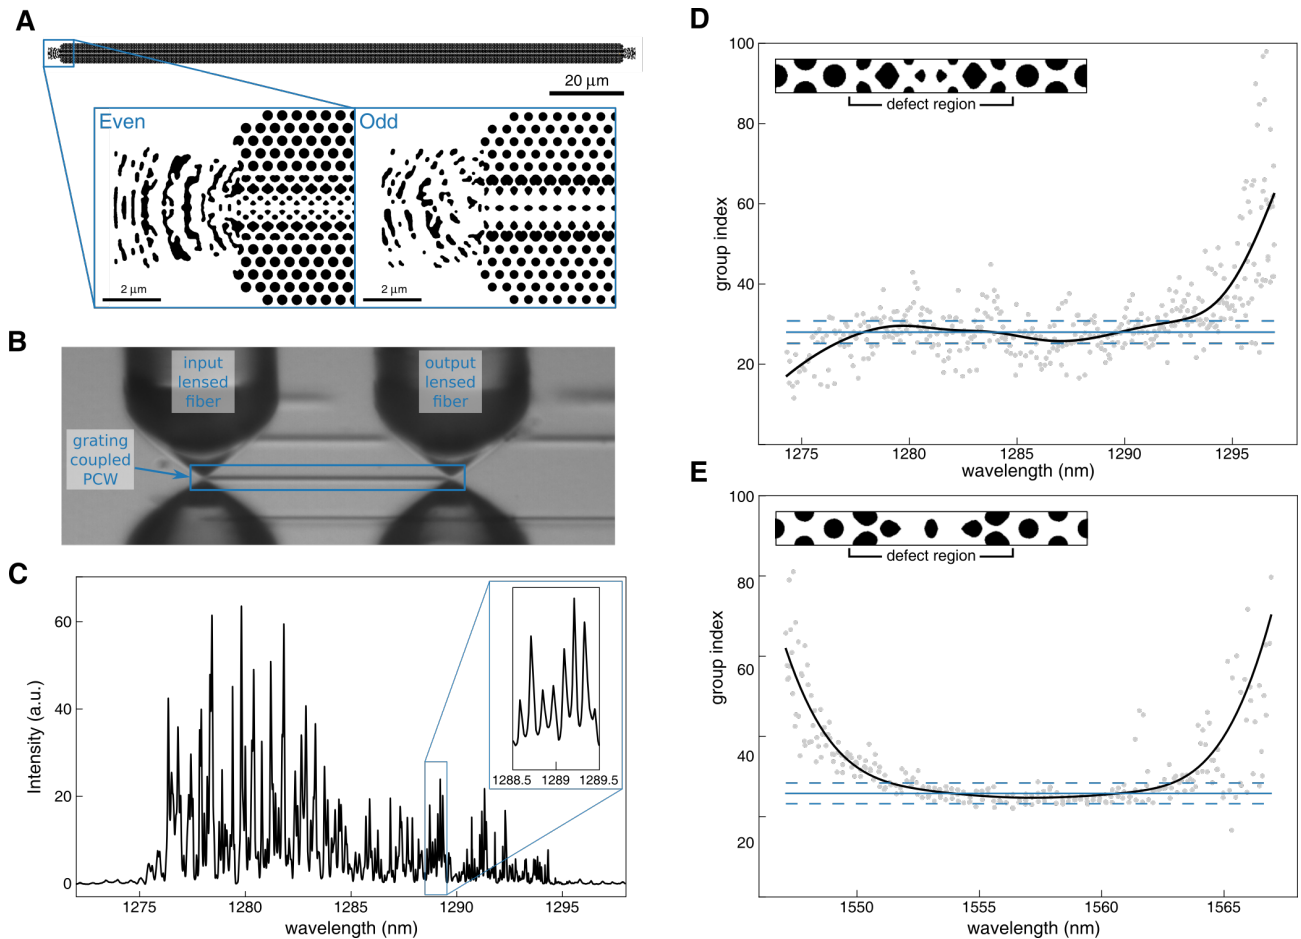 A
20 μm
Even
Odd
2 μm
2 μm
B
input
lensed
fiber
output
lensed
fiber
grating
coupled
PCW
C
60
40
20
0
Intensity (a.u.)
1275
1280
1285
1290
1295
wavelength (nm)
1288.5
1289
1289.5
D
100
80
60
40
20
group index
defect region
1275
1280
1285
1290
1295
wavelength (nm)
E
100
80
60
40
20
group index
defect region
1550
1555
1560
1565
wavelength (nm)